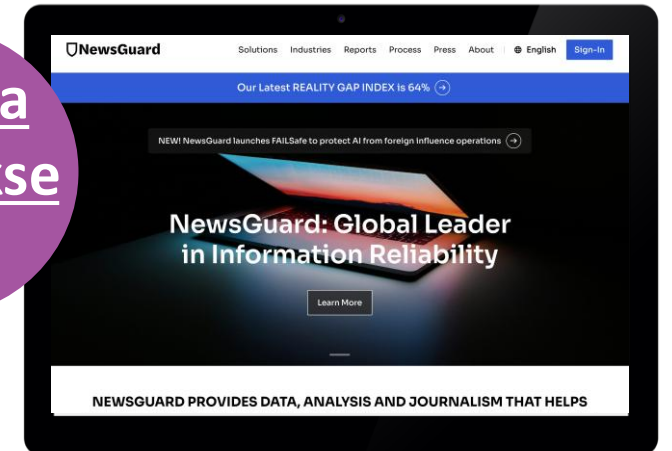 NewsGuard
Solutions Industries Reports Process Press About English Sign-In
Our Latest REALITY GAP INDEX is 64%
NEW! NewsGuard launches FAILSafe to protect AI from foreign influence operations
NewsGuard: Global Leader
in Information Reliability
Learn More
NEWSGUARD PROVIDES DATA, ANALYSIS AND JOURNALISM THAT HELPS